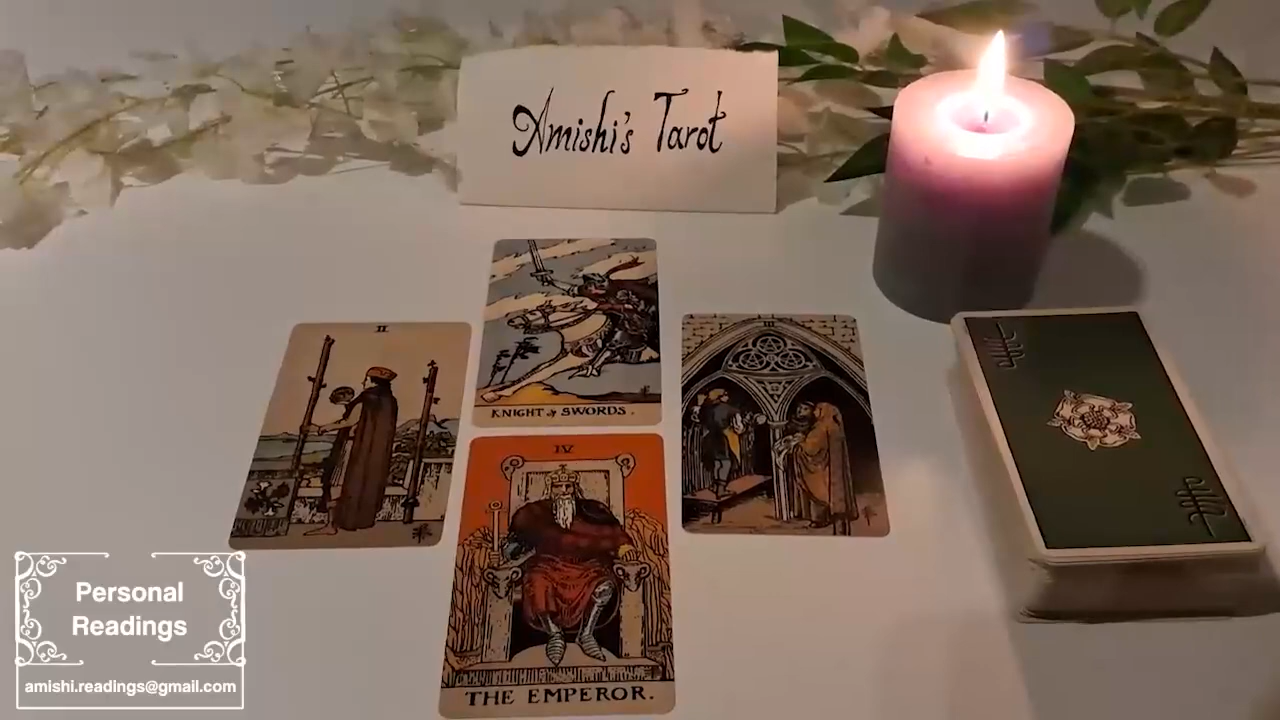 Amishi's Tarot
II
KNIGHT of SWORDS.
III
IV
THE EMPEROR.
Personal
Readings
amishi.readings@gmail.com